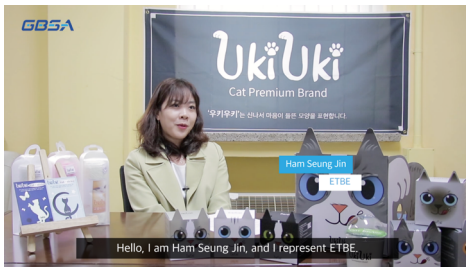 GBSA
UkiUki
Cat Premium Brand
'우키우키'는 신나서 마음이 들뜬 모양을 표현합니다.
Ham Seung Jin
ETBE
Hello, I am Ham Seung Jin, and I represent ETBE.